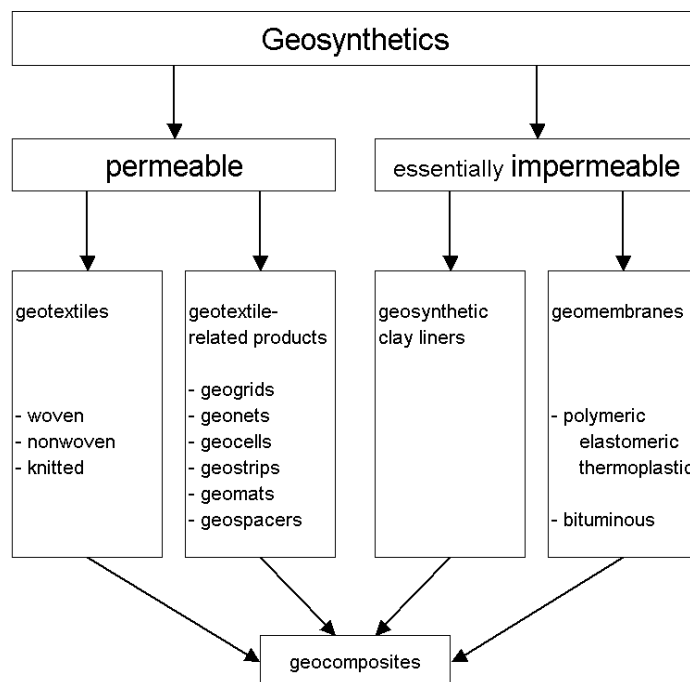 Geosynthetics
permeable
essentially impermeable
geotextiles
- woven
- nonwoven
- knitted
geotextile-
related products
- geogrids
- geonets
- geocells
- geostrips
- geomats
- geospacers
geosynthetic
clay liners
geomembranes
- polymeric
elastomeric
thermoplastic
- bituminous
geocomposites